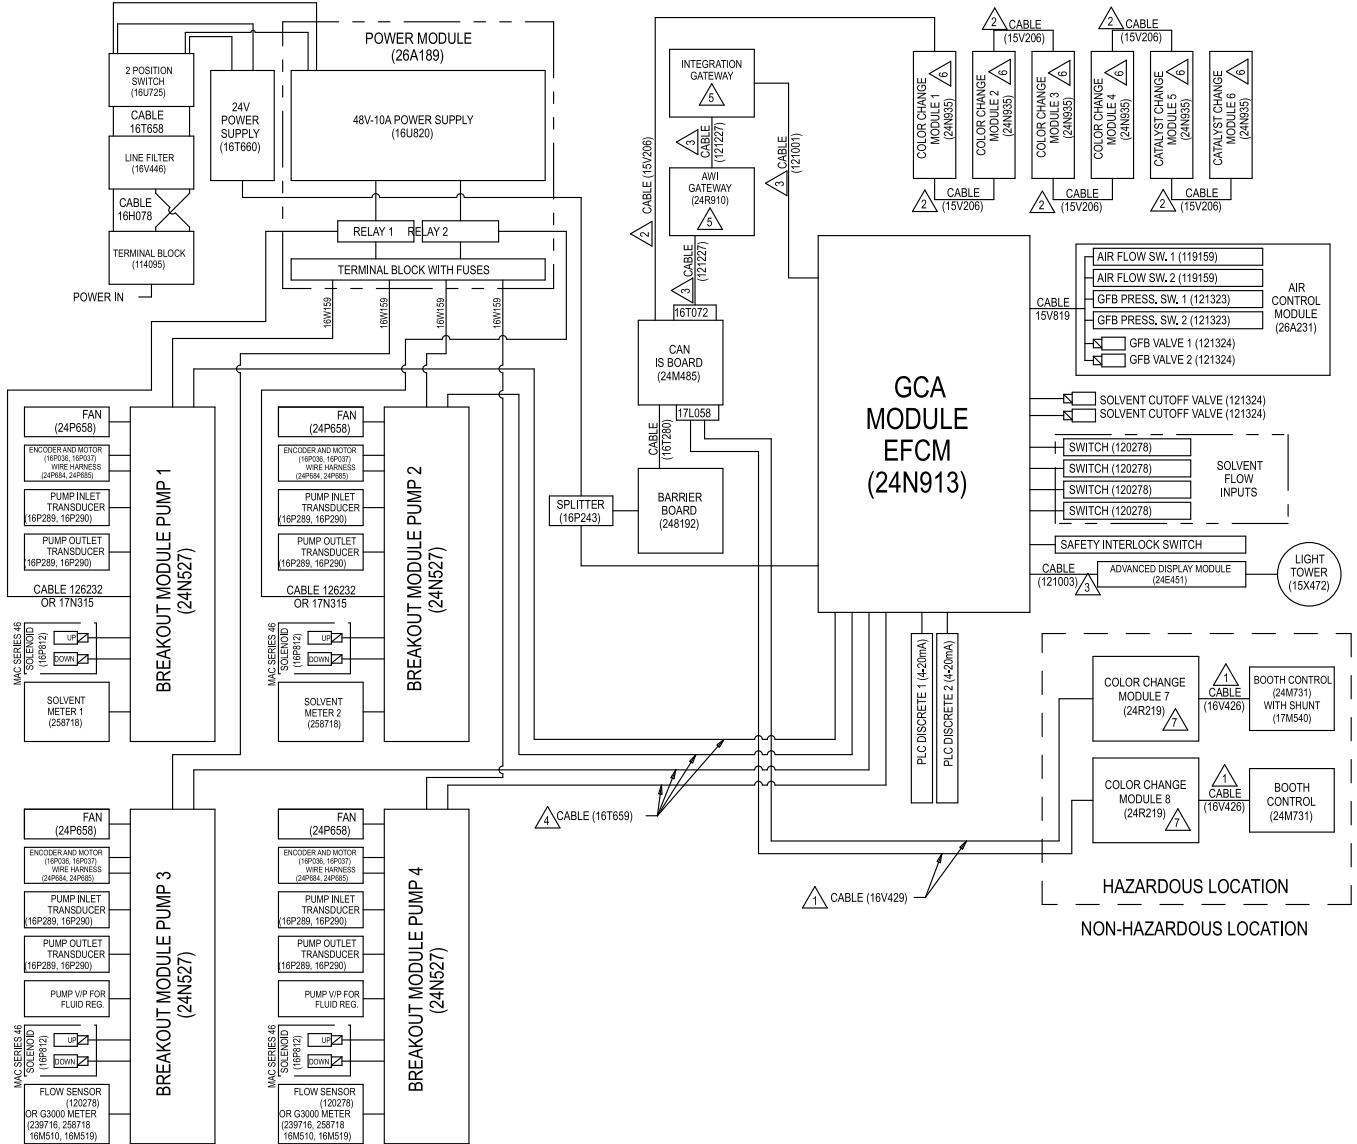 POWER MODULE
(26A189)
2 POSITION
SWITCH
(16U725)
CABLE
16T658
LINE FILTER
(16V446)
CABLE
16H078
TERMINAL BLOCK
(114095)
POWER IN
24V
POWER
SUPPLY
(16T660)
48V-10A POWER SUPPLY
(16U820)
RELAY 1
RELAY 2
TERMINAL BLOCK WITH FUSES
16W159
16W159
16W159
16W159
INTEGRATION
GATEWAY
5
3
CABLE
(121227)
AWI
GATEWAY
(24R910)
5
3
CABLE
(121227)
3
CABLE
(121001)
2
CABLE (15V206)
16T072
CAN
IS BOARD
(24M485)
17L058
CABLE
(16T280)
BARRIER
BOARD
(248192)
SPLITTER
(16P243)
2
CABLE
(15V206)
2
CABLE
(15V206)
COLOR CHANGE
MODULE 1
(24N935)
6
COLOR CHANGE
MODULE 2
(24N935)
6
COLOR CHANGE
MODULE 3
(24N935)
6
COLOR CHANGE
MODULE 4
(24N935)
6
CATALYST CHANGE
MODULE 5
(24N935)
6
CATALYST CHANGE
MODULE 6
(24N935)
6
2
CABLE
(15V206)
2
CABLE
(15V206)
2
CABLE
(15V206)
GCA
MODULE
EFCM
(24N913)
CABLE
15V819
AIR FLOW SW. 1 (119159)
AIR FLOW SW. 2 (119159)
GFB PRESS. SW. 1 (121323)
GFB PRESS. SW. 2 (121323)
GFB VALVE 1 (121324)
GFB VALVE 2 (121324)
AIR
CONTROL
MODULE
(26A231)
SOLVENT CUTOFF VALVE (121324)
SOLVENT CUTOFF VALVE (121324)
SWITCH (120278)
SWITCH (120278)
SWITCH (120278)
SWITCH (120278)
SOLVENT
FLOW
INPUTS
SAFETY INTERLOCK SWITCH
CABLE
(121003)
3
ADVANCED DISPLAY MODULE
(24E451)
LIGHT
TOWER
(15X472)
PLC DISCRETE 1 (4-20mA)
PLC DISCRETE 2 (4-20mA)
COLOR CHANGE
MODULE 7
(24R219)
7
1
CABLE
(16V426)
BOOTH CONTROL
(24M731)
WITH SHUNT
(17M540)
COLOR CHANGE
MODULE 8
(24R219)
7
1
CABLE
(16V426)
BOOTH
CONTROL
(24M731)
HAZARDOUS LOCATION
NON-HAZARDOUS LOCATION
4
CABLE (16T659)
1
CABLE (16V429)
FAN
(24P658)
ENCODER AND MOTOR
(16P036, 16P037)
WIRE HARNESS
(24P684, 24P685)
PUMP INLET
TRANSDUCER
(16P289, 16P290)
PUMP OUTLET
TRANSDUCER
(16P289, 16P290)
CABLE 126232
OR 17N315
MAC SERIES 46
SOLENOID
(16P812)
UP
DOWN
SOLVENT
METER 1
(258718)
BREAKOUT MODULE PUMP 1
(24N527)
FAN
(24P658)
ENCODER AND MOTOR
(16P036, 16P037)
WIRE HARNESS
(24P684, 24P685)
PUMP INLET
TRANSDUCER
(16P289, 16P290)
PUMP OUTLET
TRANSDUCER
(16P289, 16P290)
CABLE 126232
OR 17N315
MAC SERIES 46
SOLENOID
(16P812)
UP
DOWN
SOLVENT
METER 2
(258718)
BREAKOUT MODULE PUMP 2
(24N527)
FAN
(24P658)
ENCODER AND MOTOR
(16P036, 16P037)
WIRE HARNESS
(24P684, 24P685)
PUMP INLET
TRANSDUCER
(16P289, 16P290)
PUMP OUTLET
TRANSDUCER
(16P289, 16P290)
PUMP V/P FOR
FLUID REG.
MAC SERIES 46
SOLENOID
(16P812)
UP
DOWN
FLOW SENSOR
(120278)
OR G3000 METER
(239716, 258718
16M510, 16M519)
BREAKOUT MODULE PUMP 3
(24N527)
FAN
(24P658)
ENCODER AND MOTOR
(16P036, 16P037)
WIRE HARNESS
(24P684, 24P685)
PUMP INLET
TRANSDUCER
(16P289, 16P290)
PUMP OUTLET
TRANSDUCER
(16P289, 16P290)
PUMP V/P FOR
FLUID REG.
MAC SERIES 46
SOLENOID
(16P812)
UP
DOWN
FLOW SENSOR
(120278)
OR G3000 METER
(239716, 258718
16M510, 16M519)
BREAKOUT MODULE PUMP 4
(24N527)